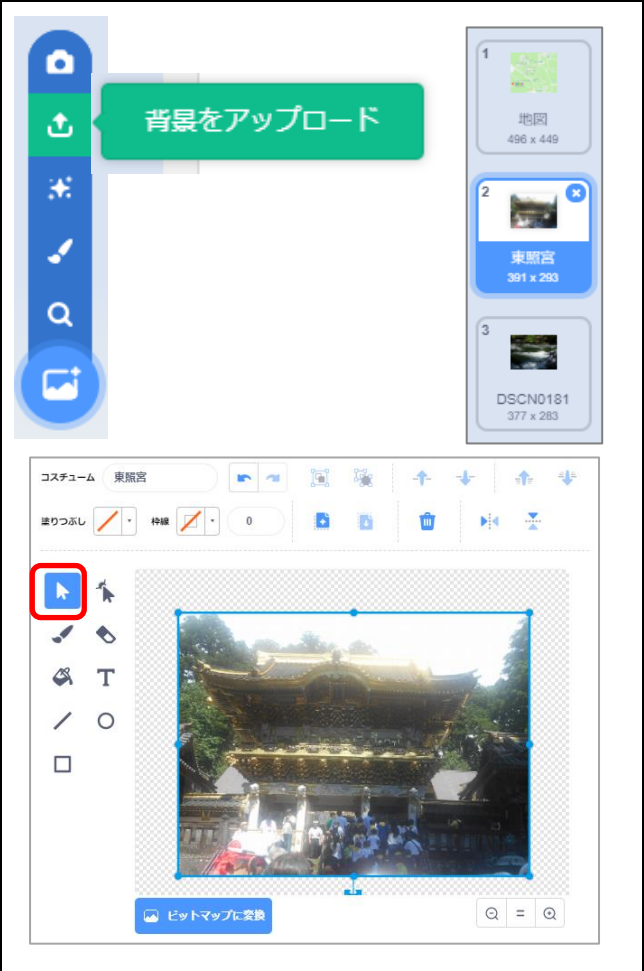 背景をアップロード
1
地図
496 x 449
2
東照宮
391 x 293
3
DSCN0181
377 x 283
コスチューム 東照宮
塗りつぶし 枠線 0
T
ビットマップに変換